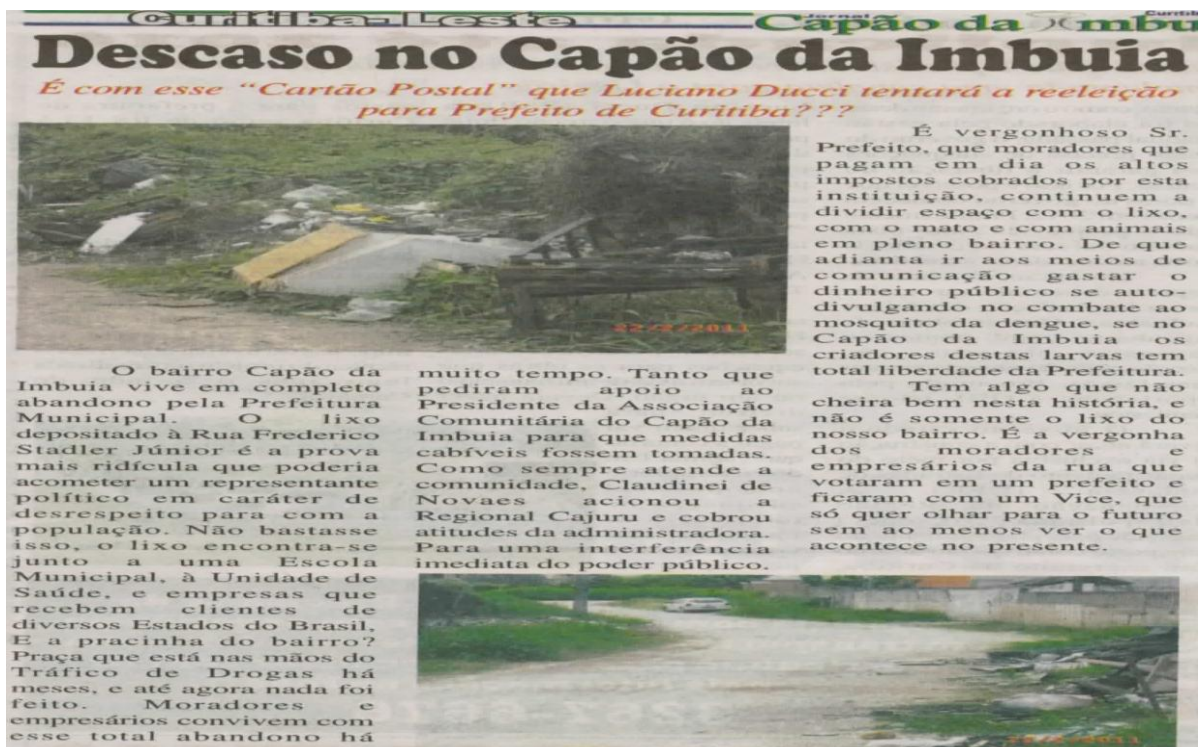 Curitiba- Leste
Jornal
Capão da Imbu
Curitib
Descaso no Capão da Imbuia
É com esse “Cartão Postal” que Luciano Ducci tentará a reeleição
para Prefeito de Curitiba???
22/2/2011
O bairro Capão da
Imbuia vive em completo
abandono pela Prefeitura
Municipal. O lixo
depositado à Rua Frederico
Stadler Júnior é a prova
mais ridícula que poderia
acometer um representante
político em caráter de
desrespeito para com a
população. Não bastasse
isso, o lixo encontra-se
junto a uma Escola
Municipal, à Unidade de
Saúde, e empresas que
recebem clientes de
diversos Estados do Brasil,
E a pracinha do bairro?
Praça que está nas mãos do
Tráfico de Drogas há
meses, e até agora nada foi
feito. Moradores e
empresários convivem com
esse total abandono há
muito tempo. Tanto que
pediram apoio ao
Presidente da Associação
Comunitária do Capão da
Imbuia para que medidas
cabíveis fossem tomadas.
Como sempre atende a
comunidade, Claudinei de
Novaes acionou a
Regional Cajuru e cobrou
atitudes da administradora.
Para uma interferência
imediata do poder público.
É vergonhoso Sr.
Prefeito, que moradores que
pagam em dia os altos
impostos cobrados por esta
instituição, continuem a
dividir espaço com o lixo,
com o mato e com animais
em pleno bairro. De que
adianta ir aos meios de
comunicação gastar o
dinheiro público se auto-
divulgando no combate ao
mosquito da dengue, se no
Capão da Imbuia os
criadores destas larvas tem
total liberdade da Prefeitura.
Tem algo que não
cheira bem nesta história, e
não é somente o lixo do
nosso bairro. É a vergonha
dos moradores e
empresários da rua que
votaram em um prefeito e
ficaram com um Vice, que
só quer olhar para o futuro
sem ao menos ver o que
acontece no presente.